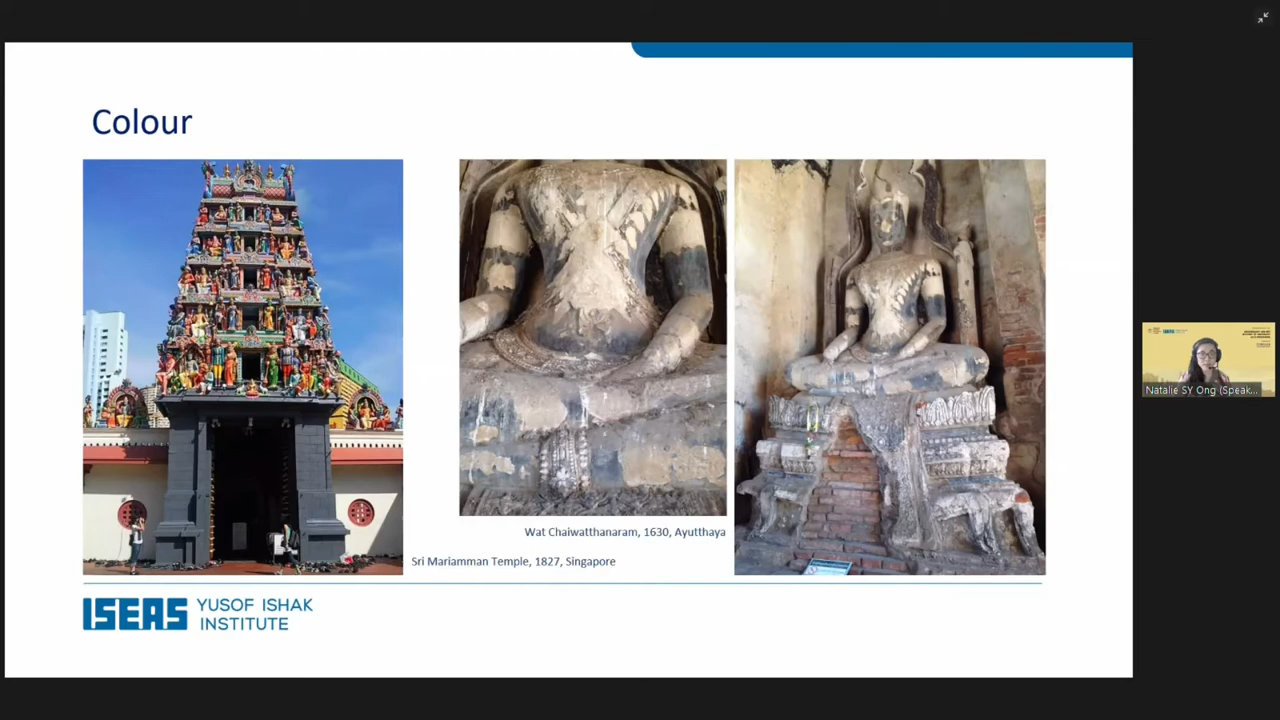 Colour
Wat Chaiwatthanaram, 1630, Ayutthaya
Sri Mariamman Temple, 1827, Singapore
ISEAS YUSOF ISHAK
INSTITUTE
Natalie SY Ong (Speak...